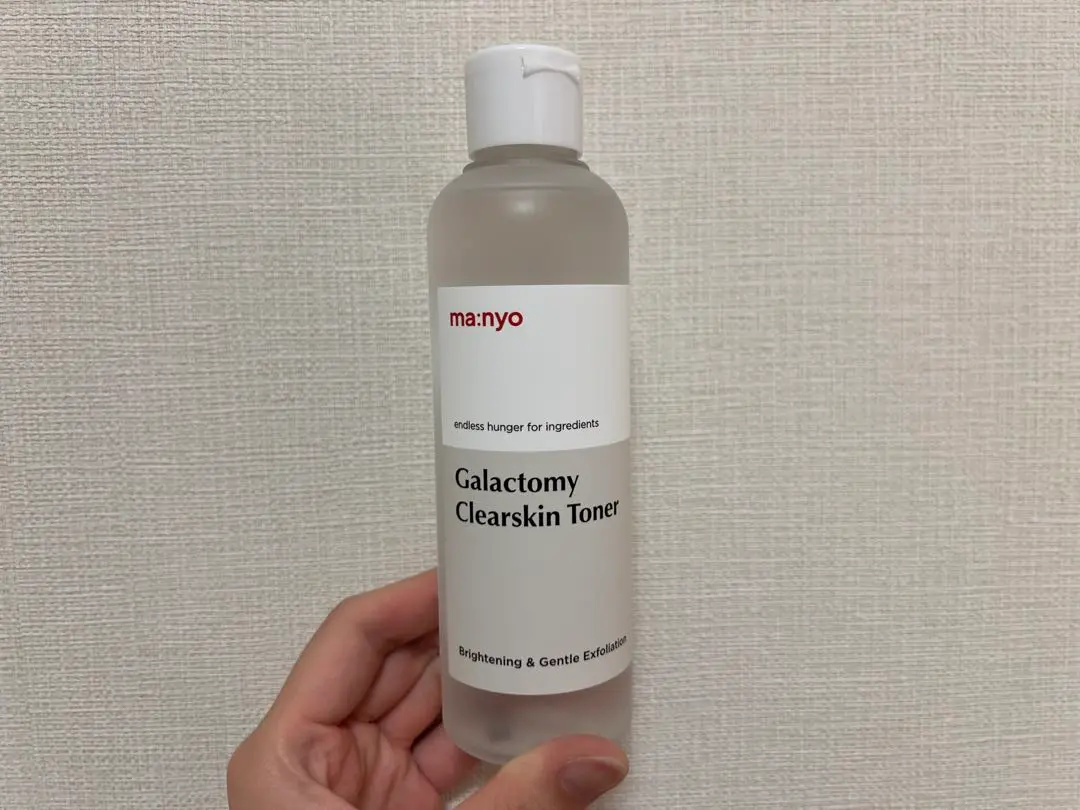 ma:nyo
endless hunger for ingredients
Galactomy
Clearskin Toner
Brightening & Gentle Exfoliation